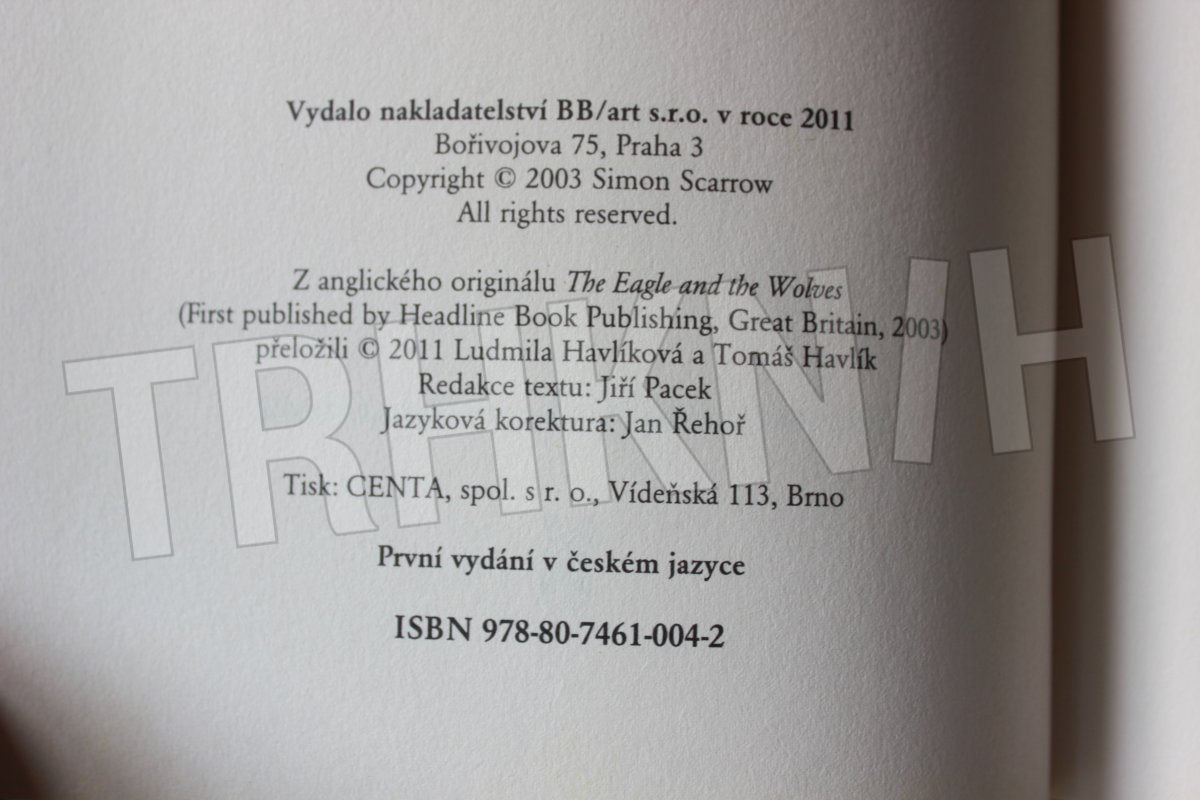 Vydalo nakladatelství BB/art s.r.o. v roce 2011
Bořivojova 75, Praha 3
Copyright © 2003 Simon Scarrow
All rights reserved.
Z anglického originálu The Eagle and the Wolves
(First published by Headline Book Publishing, Great Britain, 2003)
přeložili © 2011 Ludmila Havlíková a Tomáš Havlík
Redakce textu: Jiří Pacek
Jazyková korektura: Jan Řehoř
Tisk: CENTA, spol. s r. o., Vídeňská 113, Brno
První vydání v českém jazyce
ISBN 978-80-7461-004-2
TRHKNIH